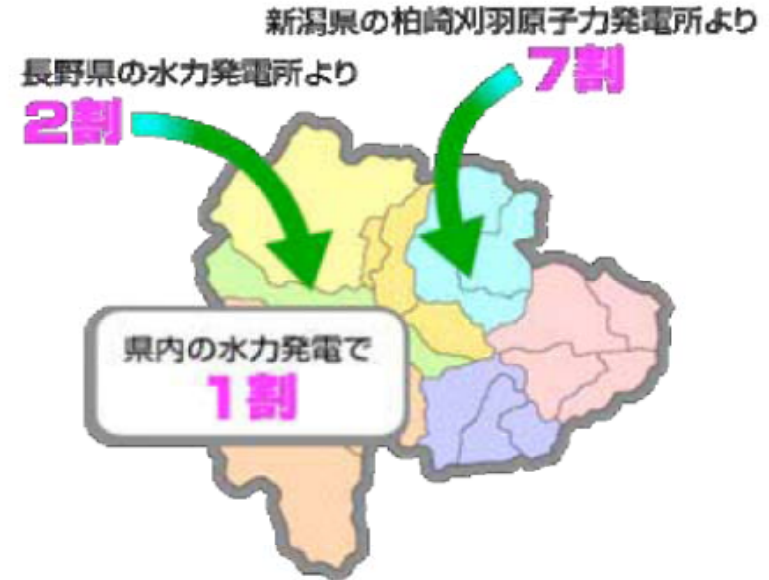 新潟県の柏崎刈羽原子力発電所より
7割
長野県の水力発電所より
2割
県内の水力発電で
1割